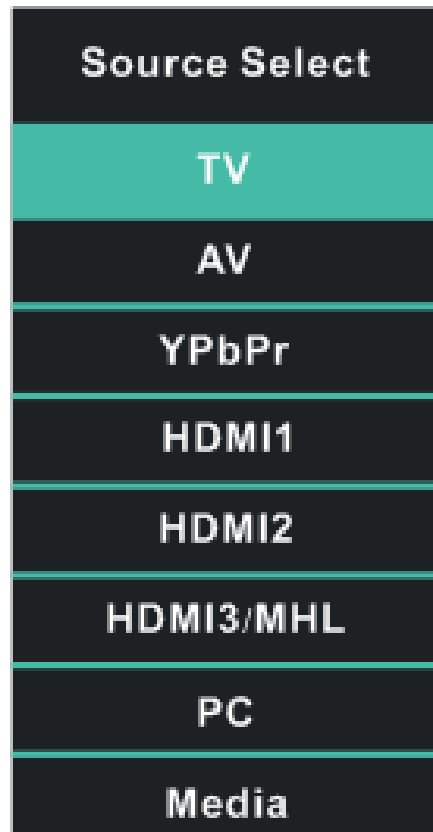 Source Select
TV
AV
YPbPr
HDMI1
HDMI2
HDMI3/MHL
PC
Media